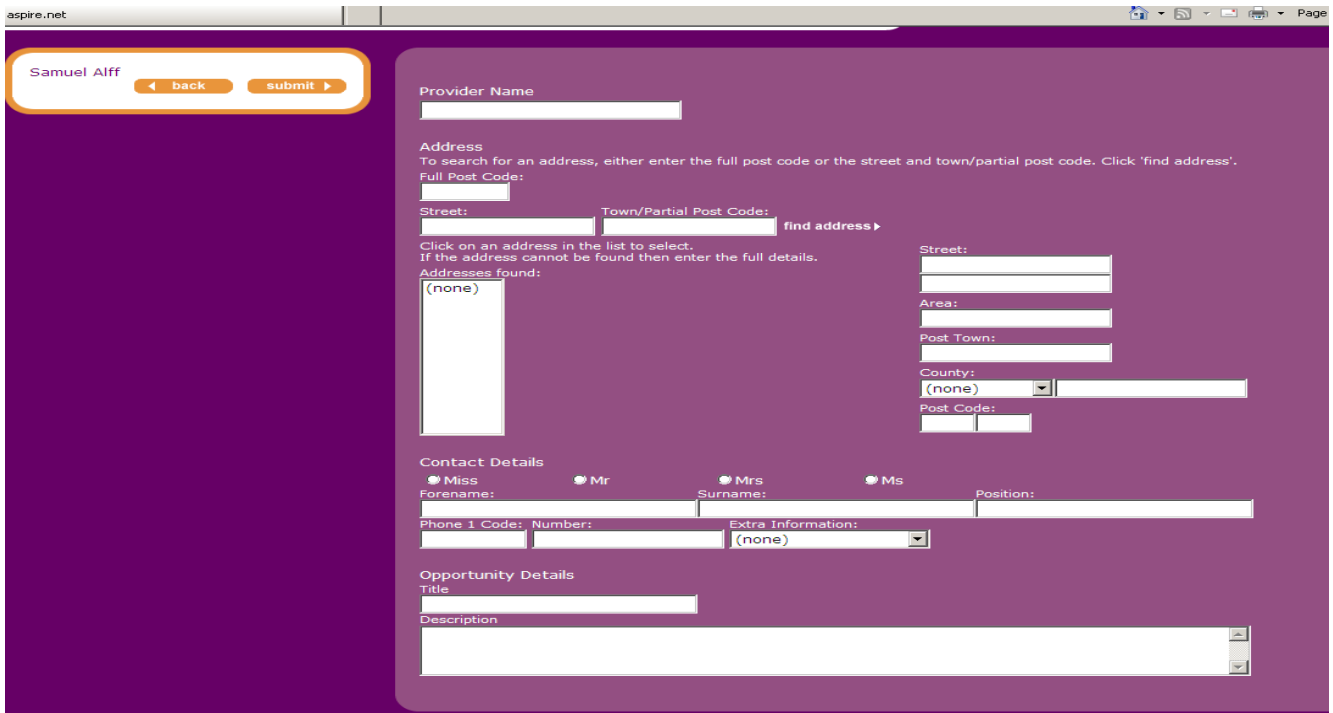 aspire.net
Page
Samuel Alff
back submit
Provider Name
Address
To search for an address, either enter the full post code or the street and town/partial post code. Click 'find address'.
Full Post Code:
Street: Town/Partial Post Code:
find address
Click on an address in the list to select.
If the address cannot be found then enter the full details.
Addresses found:
(none)
Street:
Area:
Post Town:
County:
(none)
Post Code:
Contact Details
Miss Mr Mrs Ms
Forename: Surname: Position:
Phone 1 Code: Number: Extra Information:
(none)
Opportunity Details
Title
Description